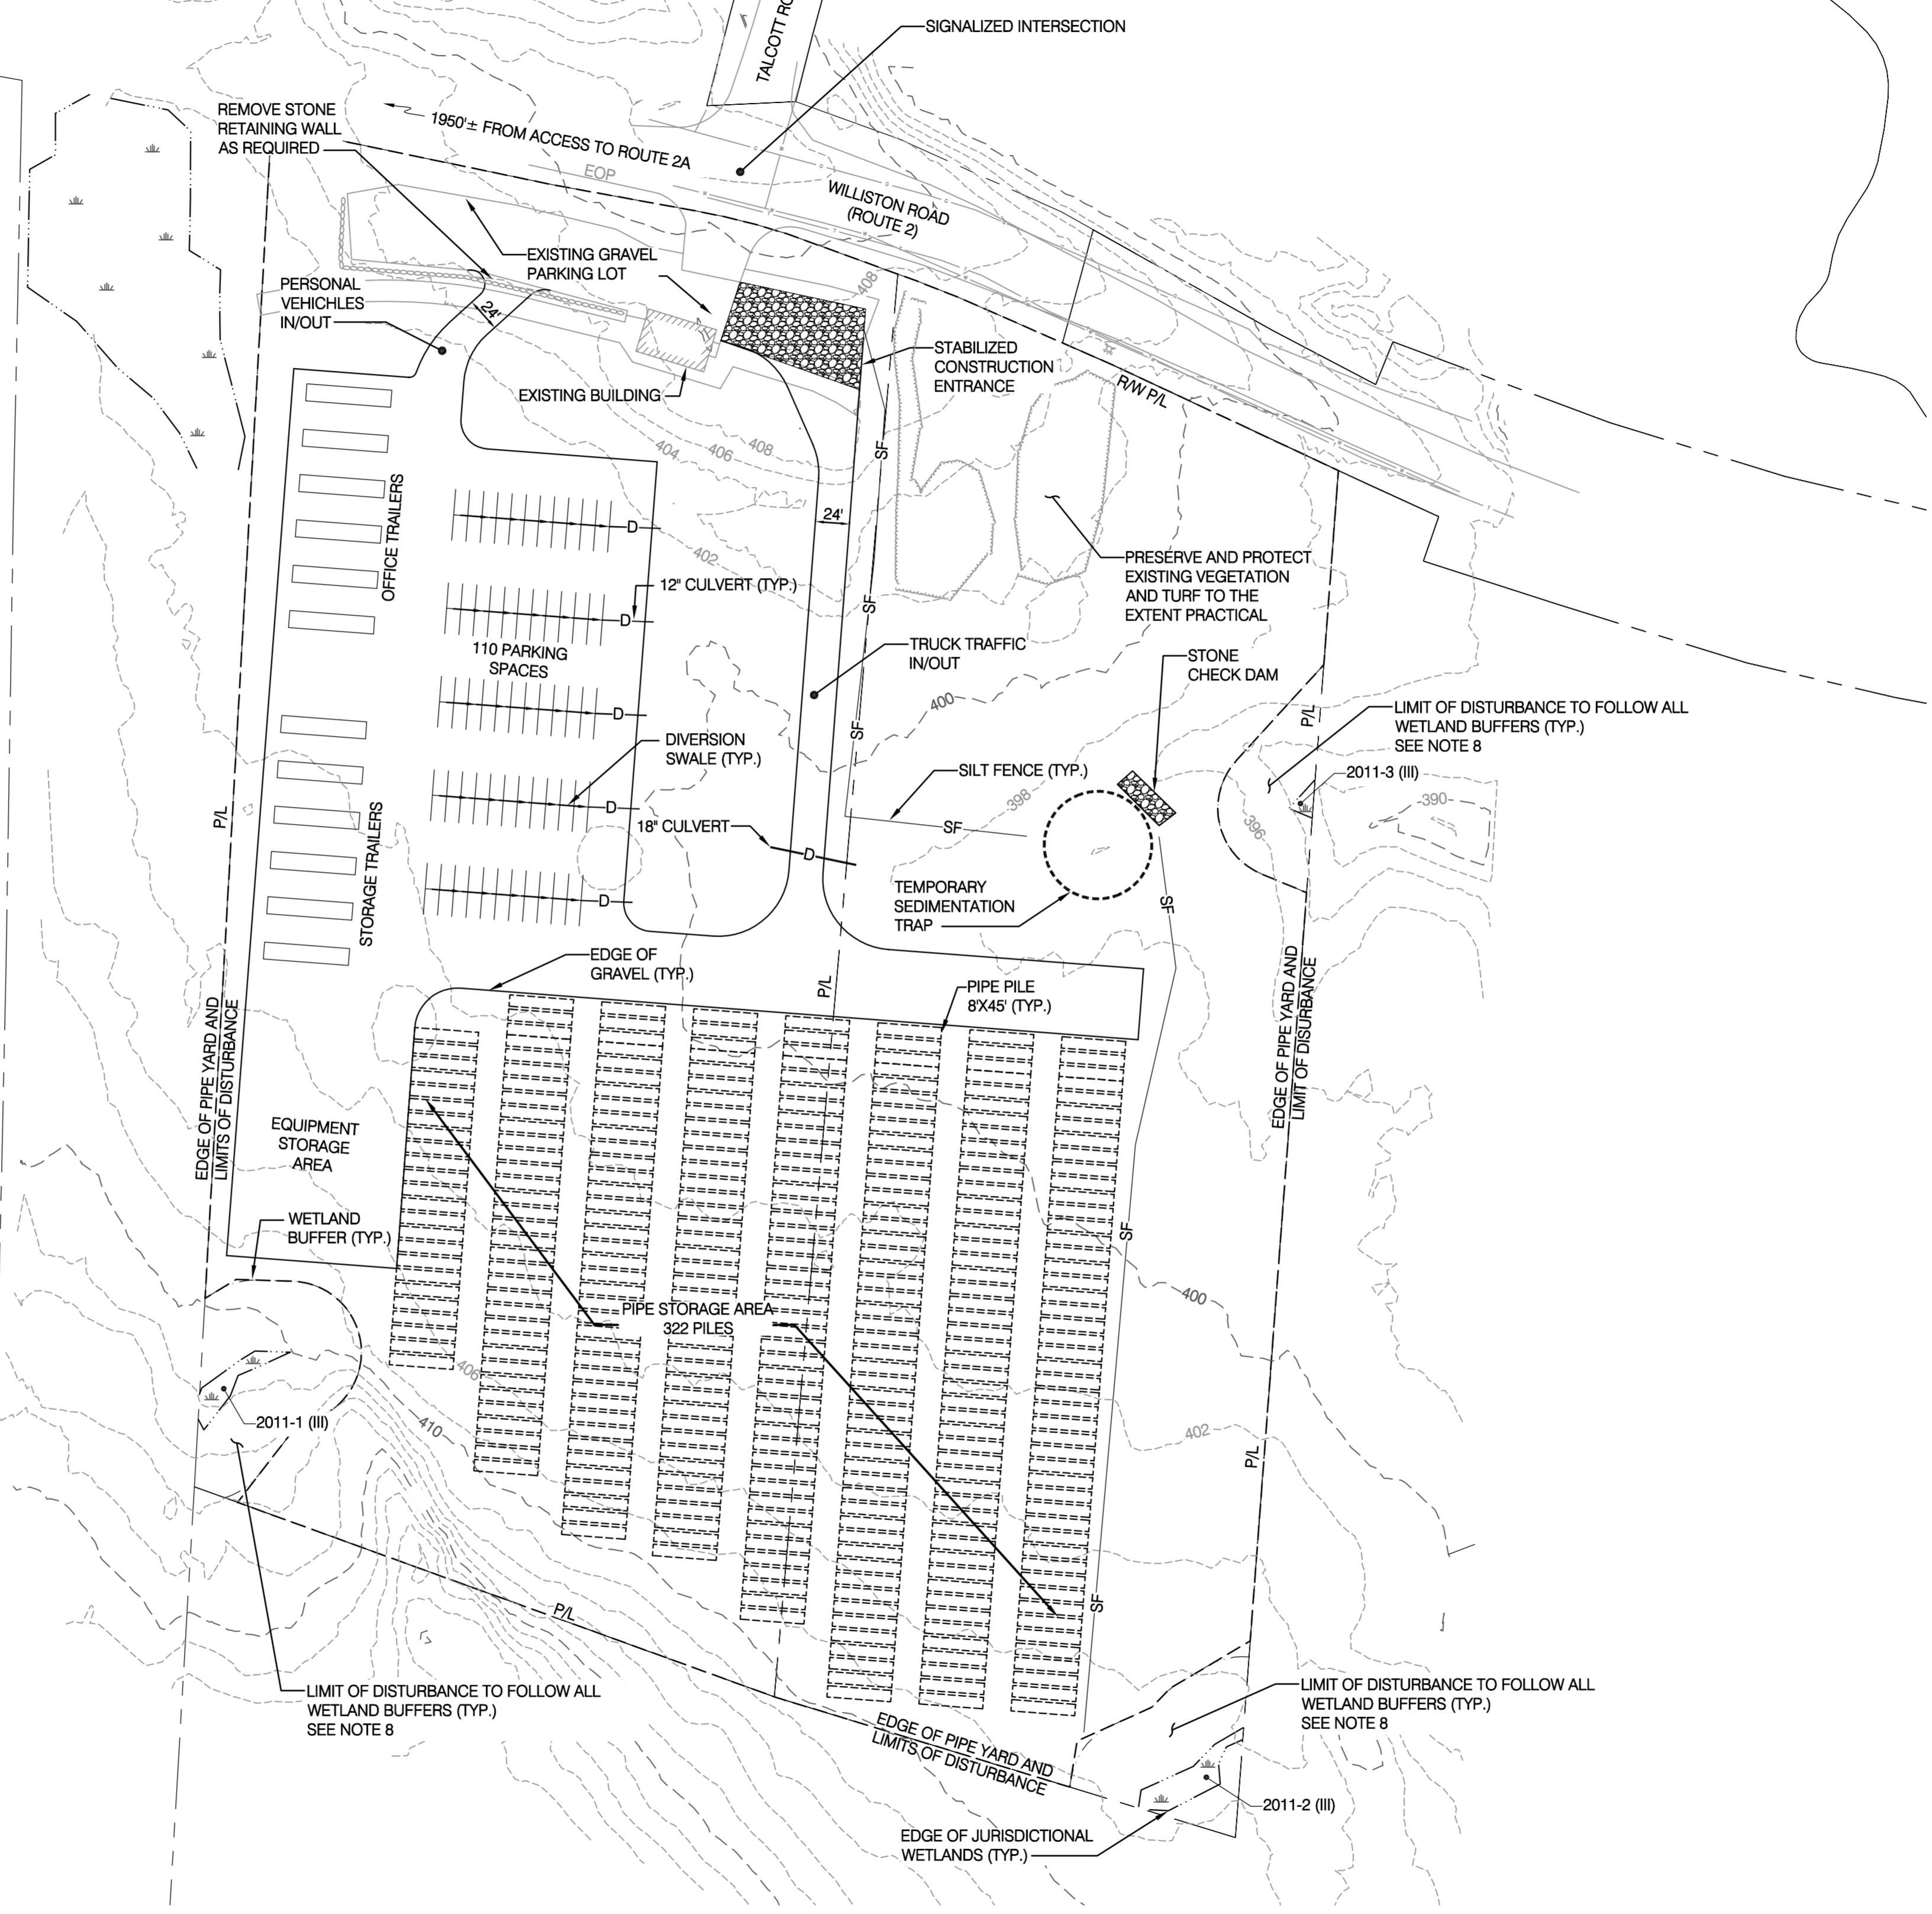 SIGNALIZED INTERSECTION
TALCOTT
REMOVE STONE
RETAINING WALL
AS REQUIRED
1950'± FROM ACCESS TO ROUTE 2A
EOP
WILLISTON ROAD
(ROUTE 2)
EXISTING GRAVEL
PARKING LOT
408
PERSONAL
VEHICHLES
IN/OUT
24'
STABILIZED
CONSTRUCTION
ENTRANCE
R/W P/L
EXISTING BUILDING
404
406
408
SF
OFFICE TRAILERS
D
24'
402
12" CULVERT (TYP.)
PRESERVE AND PROTECT
EXISTING VEGETATION
AND TURF TO THE
EXTENT PRACTICAL
SF
D
110 PARKING
SPACES
TRUCK TRAFFIC
IN/OUT
STONE
CHECK DAM
400
D
P/L
LIMIT OF DISTURBANCE TO FOLLOW ALL
WETLAND BUFFERS (TYP.)
SEE NOTE 8
SF
DIVERSION
SWALE (TYP.)
SILT FENCE (TYP.)
2011-3 (III)
390
398
396
P/L
D
18" CULVERT
SF
D
STORAGE TRAILERS
D
TEMPORARY
SEDIMENTATION
TRAP
SF
EDGE OF
GRAVEL (TYP.)
P/L
PIPE PILE
8'X45' (TYP.)
EDGE OF PIPE YARD AND
LIMIT OF DISURBANCE
EDGE OF PIPE YARD AND
LIMITS OF DISTURBANCE
EQUIPMENT
STORAGE
AREA
WETLAND
BUFFER (TYP.)
SF
400
PIPE STORAGE AREA
322 PILES
406
410
2011-1 (III)
402
P/L
SF
P/L
LIMIT OF DISTURBANCE TO FOLLOW ALL
WETLAND BUFFERS (TYP.)
SEE NOTE 8
LIMIT OF DISTURBANCE TO FOLLOW ALL
WETLAND BUFFERS (TYP.)
SEE NOTE 8
EDGE OF PIPE YARD AND
LIMITS OF DISTURBANCE
2011-2 (III)
EDGE OF JURISDICTIONAL
WETLANDS (TYP.)